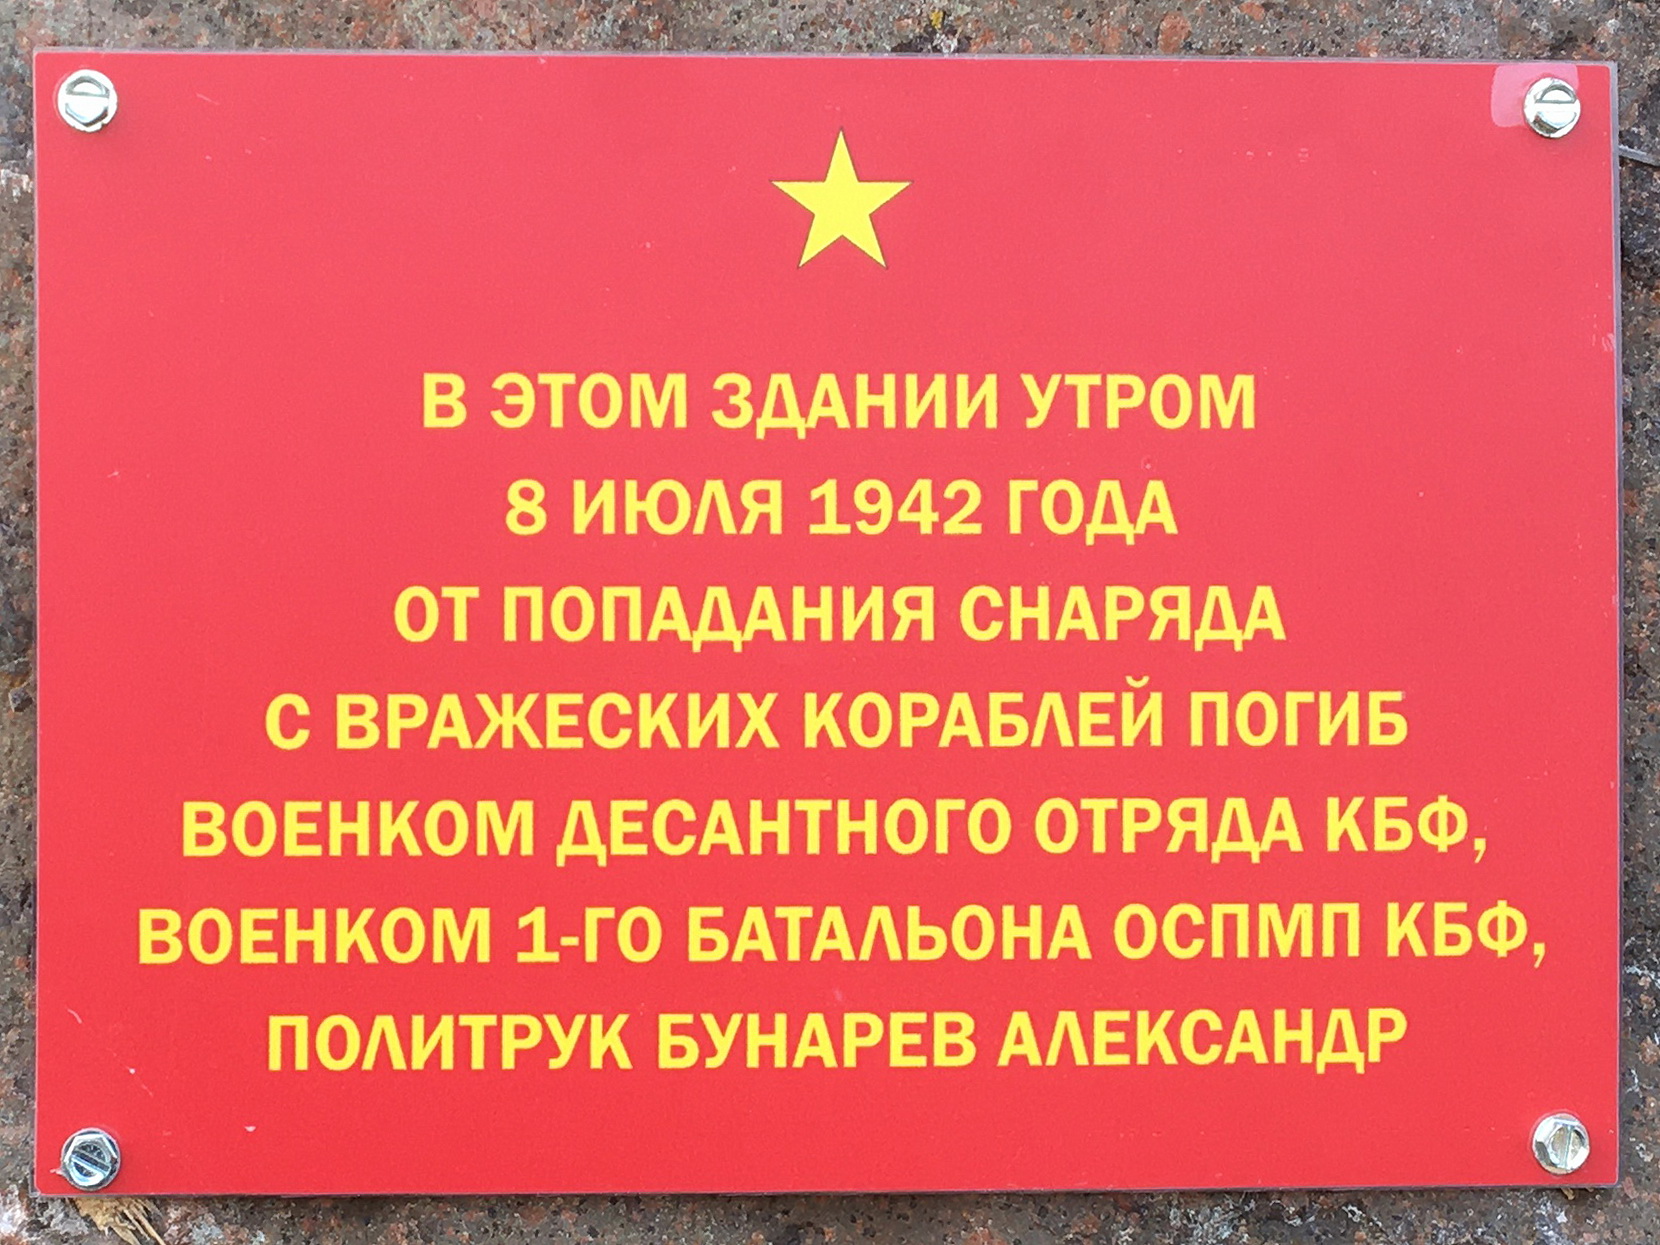 В ЭТОМ ЗДАНИИ УТРОМ
8 ИЮЛЯ 1942 ГОДА
ОТ ПОПАДАНИЯ СНАРЯДА
С ВРАЖЕСКИХ КОРАБЛЕЙ ПОГИБ
ВОЕНКОМ ДЕСАНТНОГО ОТРЯДА КБФ,
ВОЕНКОМ 1-ГО БАТАЛЬОНА ОСПМП КБФ,
ПОЛИТРУК БУНАРЕВ АЛЕКСАНДР